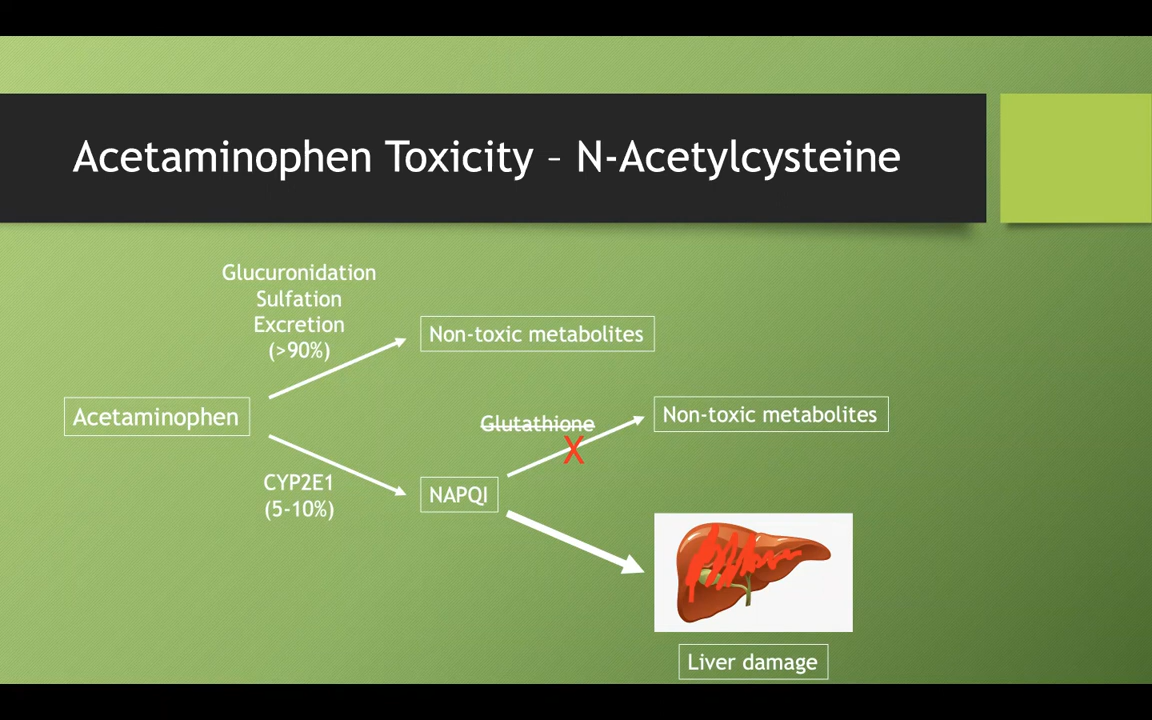 Acetaminophen Toxicity – N-Acetylcysteine
Glucuronidation
Sulfation
Excretion
(>90%)
Non-toxic metabolites
Acetaminophen
Glutathione
X
Non-toxic metabolites
CYP2E1
(5-10%)
NAPQI
Liver damage